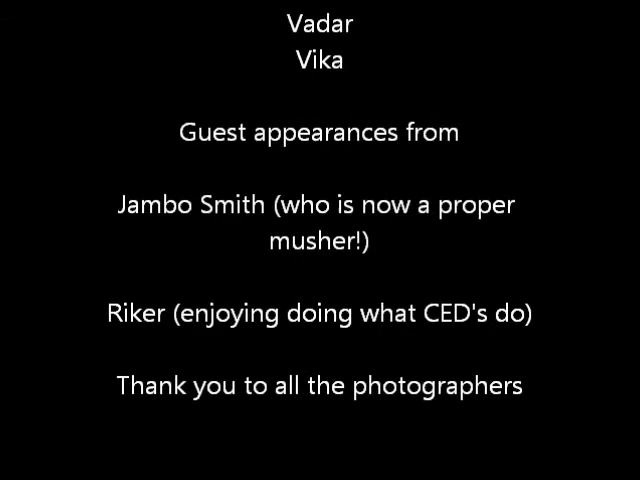 Vadar
Vika
Guest appearances from
Jambo Smith (who is now a proper
musher!)
Riker (enjoying doing what CED's do)
Thank you to all the photographers